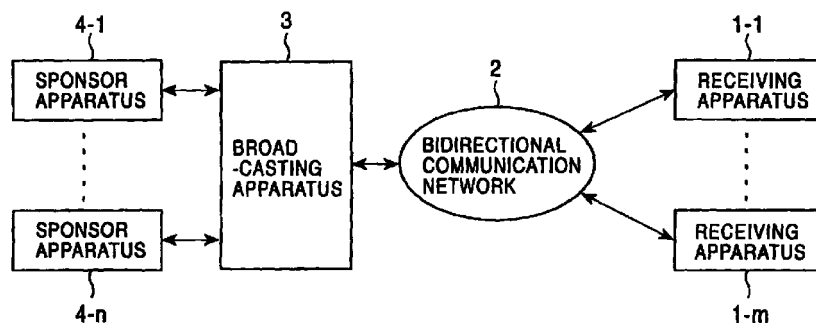 4-1
SPONSOR
APPARATUS
SPONSOR
APPARATUS
4-n
3
BROAD
-CASTING
APPARATUS
2
BIDIRECTIONAL
COMMUNICATION
NETWORK
1-1
RECEIVING
APPARATUS
RECEIVING
APPARATUS
1-m